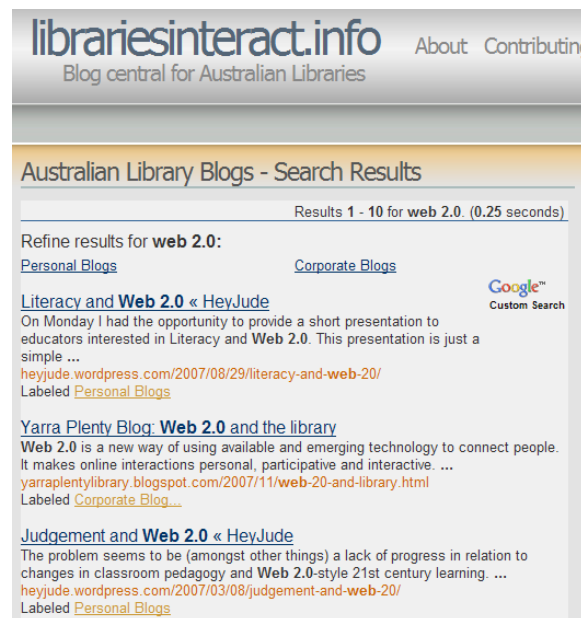 librariesinteract.info About Contributing
Blog central for Australian Libraries
Australian Library Blogs - Search Results
Results 1 - 10 for web 2.0. (0.25 seconds)
Refine results for web 2.0:
Personal Blogs Corporate Blogs
Google™
Custom Search
Literacy and Web 2.0 « HeyJude
On Monday I had the opportunity to provide a short presentation to
educators interested in Literacy and Web 2.0. This presentation is just a
simple ...
heyjude.wordpress.com/2007/08/29/literacy-and-web-20/
Labeled Personal Blogs
Yarra Plenty Blog: Web 2.0 and the library
Web 2.0 is a new way of using available and emerging technology to connect people.
It makes online interactions personal, participative and interactive. ...
yarraplentylibrary.blogspot.com/2007/11/web-20-and-library.html
Labeled Corporate Blog...
Judgement and Web 2.0 « HeyJude
The problem seems to be (amongst other things) a lack of progress in relation to
changes in classroom pedagogy and Web 2.0-style 21st century learning. ...
heyjude.wordpress.com/2007/03/08/judgement-and-web-20/
Labeled Personal Blogs